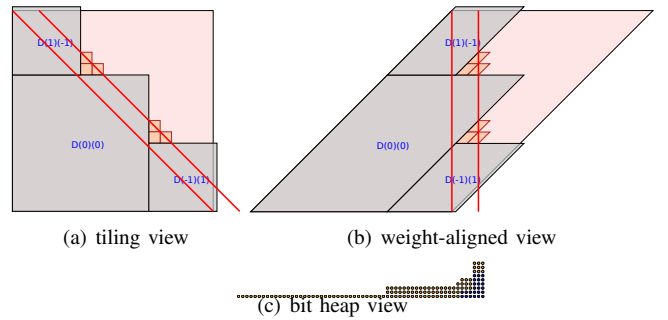 D(1)(-1)
D(0)(0)
D(-1)(1)
D(1)(-1)
D(0)(0)
D(-1)(1)
(a) tiling view
(b) weight-aligned view
(c) bit heap view